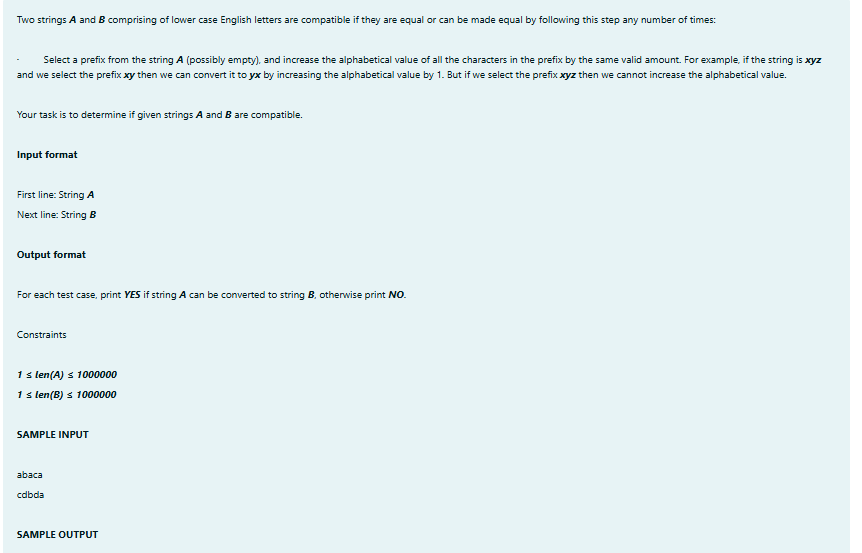 Two strings A and B comprising of lower case English letters are compatible if they are equal or can be made equal by following this step any number of times:
· Select a prefix from the string A (possibly empty), and increase the alphabetical value of all the characters in the prefix by the same valid amount. For example, if the string is xyz
and we select the prefix xy then we can convert it to yx by increasing the alphabetical value by 1. But if we select the prefix xyz then we cannot increase the alphabetical value.
Your task is to determine if given strings A and B are compatible.
Input format
First line: String A
Next line: String B
Output format
For each test case, print YES if string A can be converted to string B, otherwise print NO.
Constraints
1 ≤ len(A) ≤ 1000000
1 ≤ len(B) ≤ 1000000
SAMPLE INPUT
abaca
cdbda
SAMPLE OUTPUT